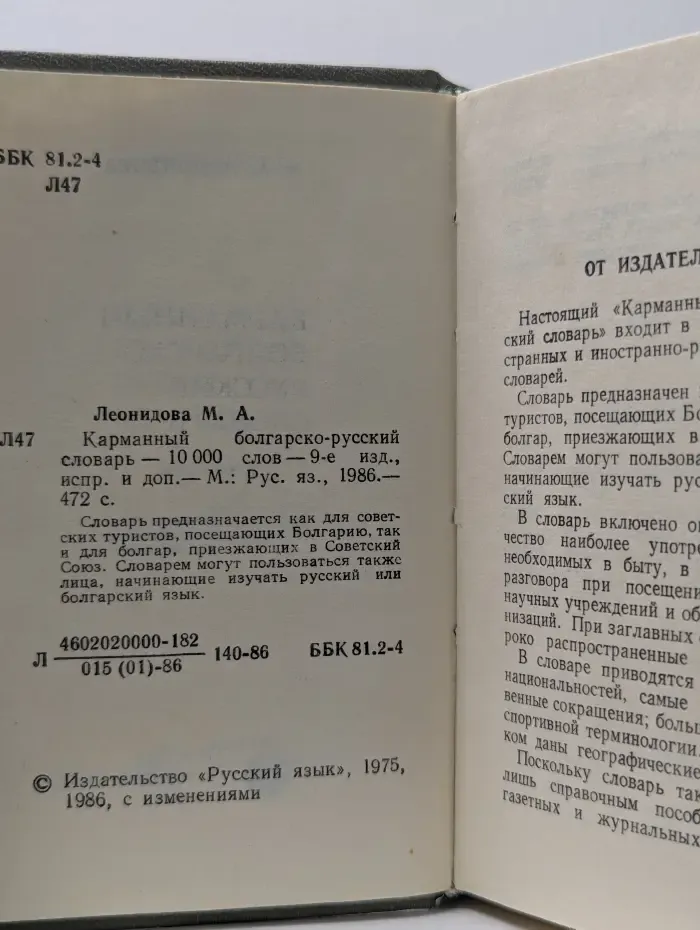 ББК 81.2-4
Л47
Леонидова М. А.
Л47 Карманный болгарско-русский
словарь — 10 000 слов — 9-е изд.,
испр. и доп.— М.: Рус. яз., 1986.—
472 с.
Словарь предназначается как для совет-
ских туристов, посещающих Болгарию, так
и для болгар, приезжающих в Советский
Союз. Словарем могут пользоваться также
лица, начинающие изучать русский или
болгарский язык.
Л 4602020000-182 140-86 ББК 81.2-4
015 (01)-86
© Издательство «Русский язык», 1975,
1986, с изменениями
ОТ ИЗДАТЕЛ
Настоящий «Карманны
ский словарь» входит в
странных и иностранно-р
словарей.
Словарь предназначен
туристов, посещающих Бо
болгар, приезжающих в
Словарем могут пользова
начинающие изучать рус
ский язык.
В словарь включено о
чество наиболее употре
необходимых в быту, в
разговора при посещени
научных учреждений и об
низаций. При заглавных
роко распространенные
В словаре приводятся
национальностей, самые
венные сокращения; больш
спортивной терминологии.
ком даны географические
Поскольку словарь так
лишь справочным пособ
газетных и журнальных